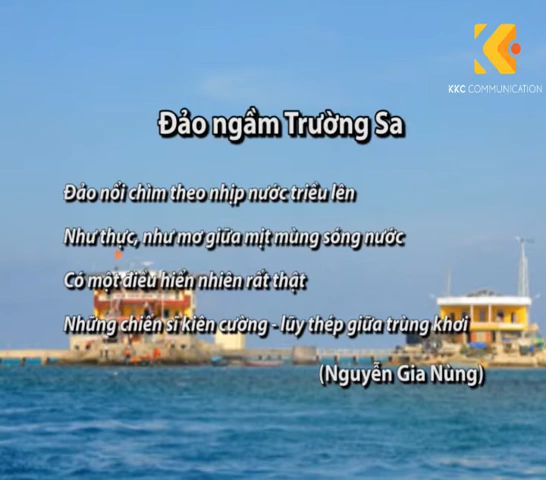 KKC COMMUNICATION
Đảo ngầm Trường Sa
Đảo nổi chìm theo nhịp nước triều lên
Như thực, như mơ giữa mịt mùng sóng nước
Có một điều hiển nhiên rất thật
Những chiến sĩ kiên cường - lũy thép giữa trùng khơi
(Nguyễn Gia Nùng)